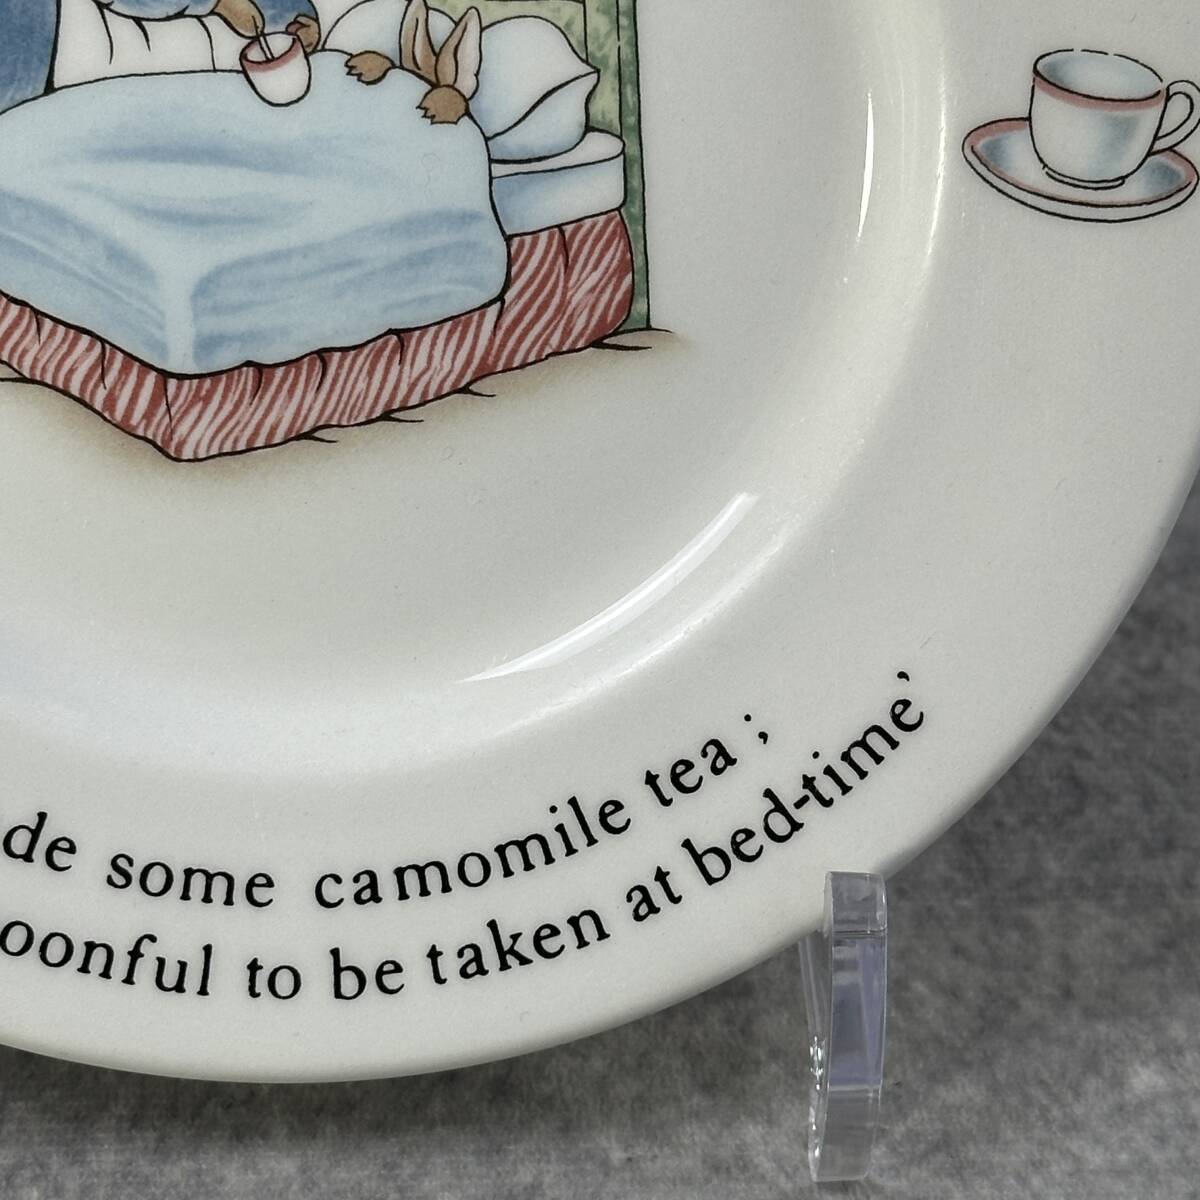 de some camomile tea ;
oonful to be taken at bed-time'